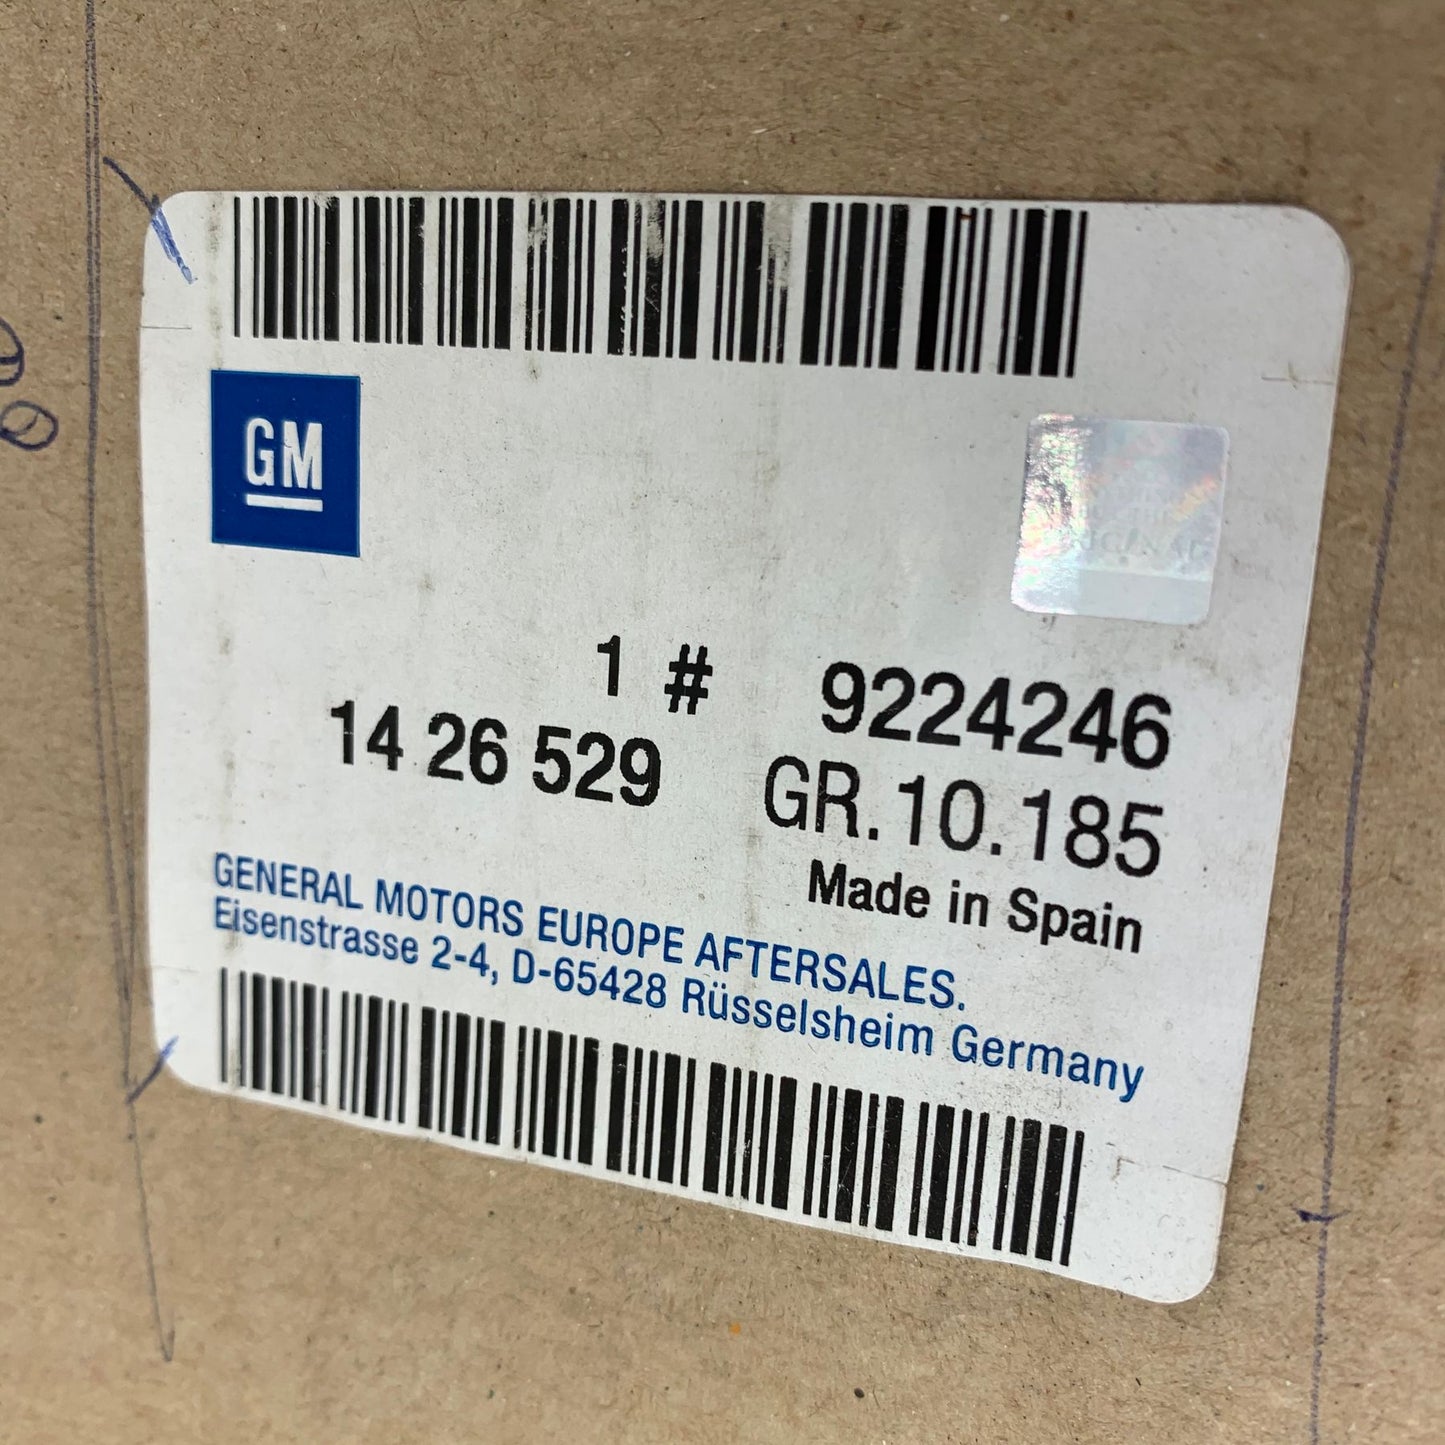 GM
1 # 9224246
14 26 529 GR.10.185
Made in Spain
GENERAL MOTORS EUROPE AFTERSALES.
Eisenstrasse 2-4, D-65428 Rüsselsheim Germany